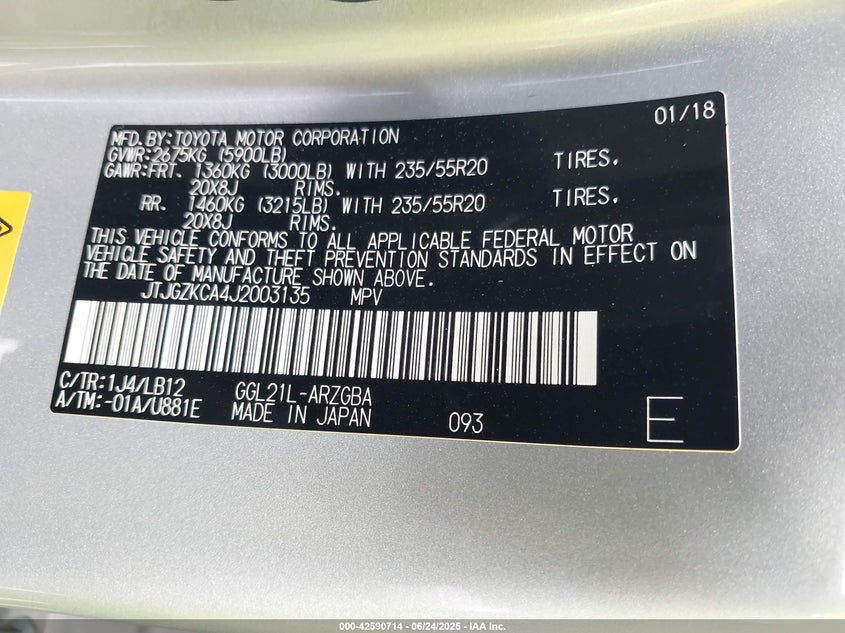 01/18
MFD.BY:TOYOTA MOTOR CORPORATION
GVWR:2675KG (5900LB)
GAWR:FRT. 1360KG (3000LB) WITH 235/55R20 TIRES.
20X8J RIMS.
RR. 1460KG (3215LB) WITH 235/55R20 TIRES.
20X8J RIMS.
THIS VEHICLE CONFORMS TO ALL APPLICABLE FEDERAL MOTOR
VEHICLE SAFETY AND THEFT PREVENTION STANDARDS IN EFFECT ON
THE DATE OF MANUFACTURE SHOWN ABOVE.
JTJGZKCA4J2003135 MPV
C/TR:1J4/LB12 GGL21L-ARZGBA
A/TM:-01A/U881E MADE IN JAPAN 093 E
000-42590714 - 06/24/2025 - IAA Inc.